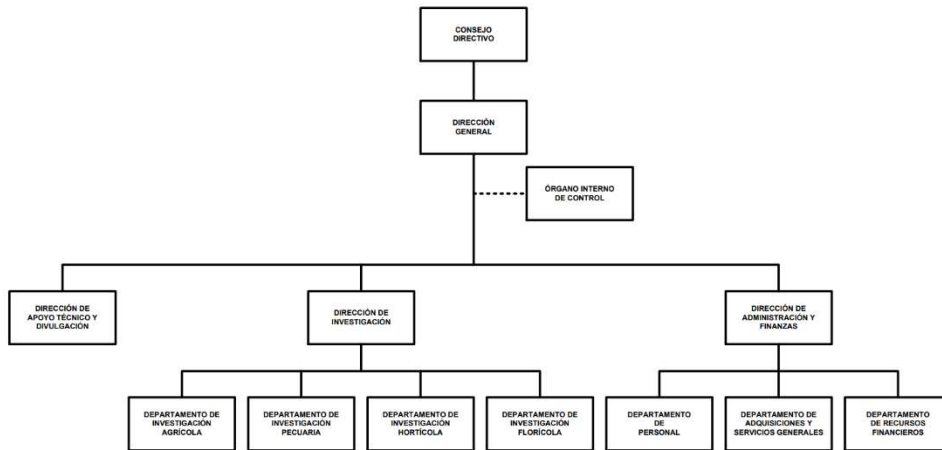 CONSEJO
DIRECTIVO
DIRECCIÓN
GENERAL
ÓRGANO INTERNO
DE CONTROL
DIRECCIÓN DE
APOYO TÉCNICO Y
DIVULGACIÓN
DIRECCIÓN DE
INVESTIGACIÓN
DIRECCIÓN DE
ADMINISTRACIÓN Y
FINANZAS
DEPARTAMENTO DE
INVESTIGACIÓN
AGRÍCOLA
DEPARTAMENTO DE
INVESTIGACIÓN
PECUARIA
DEPARTAMENTO DE
INVESTIGACIÓN
HORTÍCOLA
DEPARTAMENTO DE
INVESTIGACIÓN
FLORÍCOLA
DEPARTAMENTO
DE
PERSONAL
DEPARTAMENTO DE
ADQUISICIONES Y
SERVICIOS GENERALES
DEPARTAMENTO
DE RECURSOS
FINANCIEROS